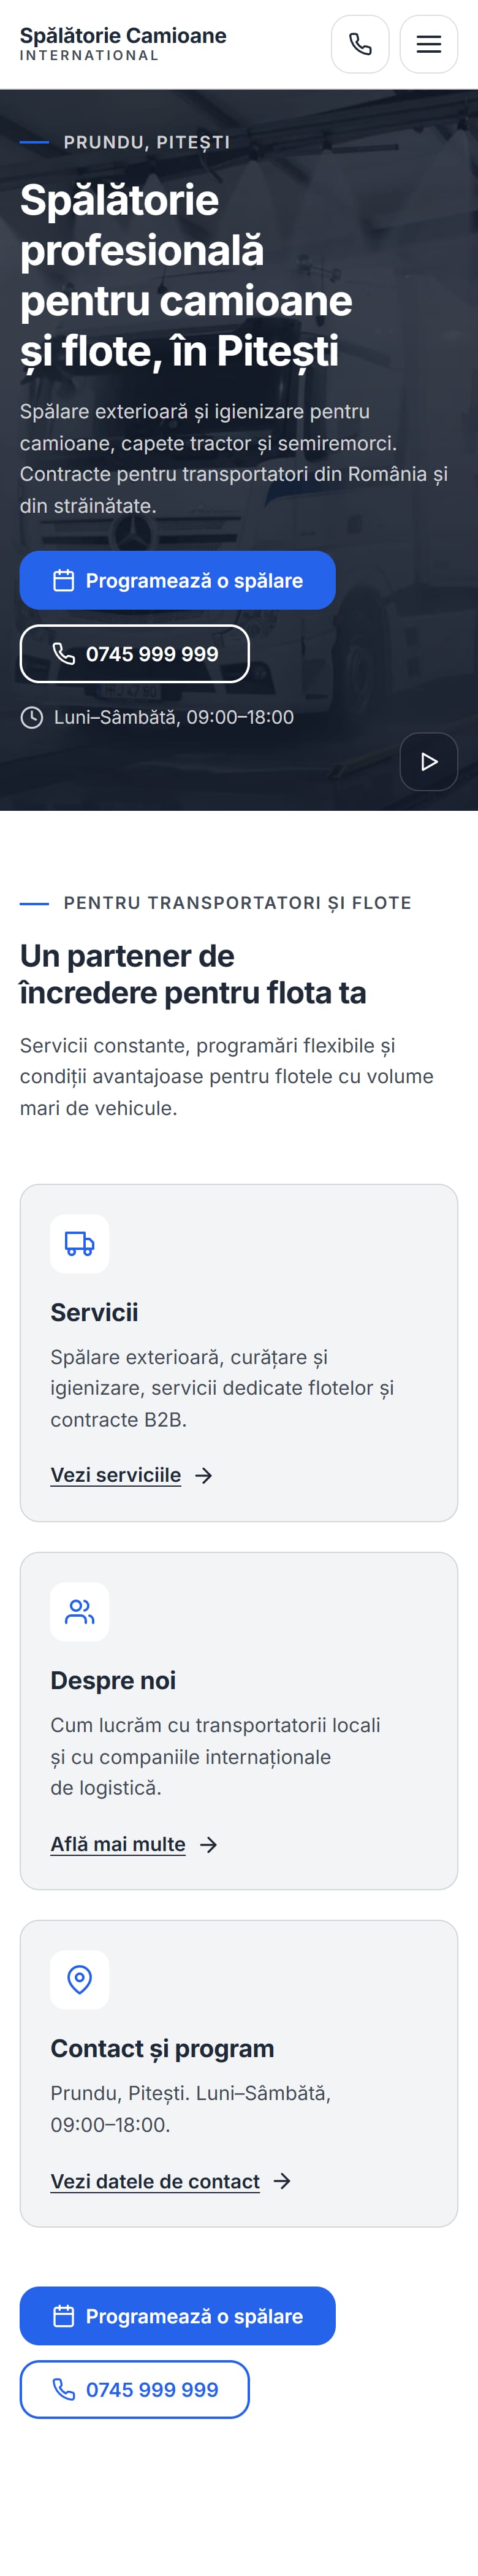 Spălătorie Camioane
INTERNATIONAL
PRUNDU, PITEȘTI
Spălătorie
profesională
pentru camioane
și flote, în Pitești
Spălare exterioară și igienizare pentru
camioane, capete tractor și semiremorci.
Contracte pentru transportatori din România și
din străinătate.
Programează o spălare
0745 999 999
Luni–Sâmbătă, 09:00–18:00
PENTRU TRANSPORTATORI ȘI FLOTE
Un partener de
încredere pentru flota ta
Servicii constante, programări flexibile și
condiții avantajoase pentru flotele cu volume
mari de vehicule.
Servicii
Spălare exterioară, curățare și
igienizare, servicii dedicate flotelor și
contracte B2B.
Vezi serviciile
Despre noi
Cum lucrăm cu transportatorii locali
și cu companiile internaționale
de logistică.
Află mai multe
Contact și program
Prundu, Pitești. Luni–Sâmbătă,
09:00–18:00.
Vezi datele de contact
Programează o spălare
0745 999 999